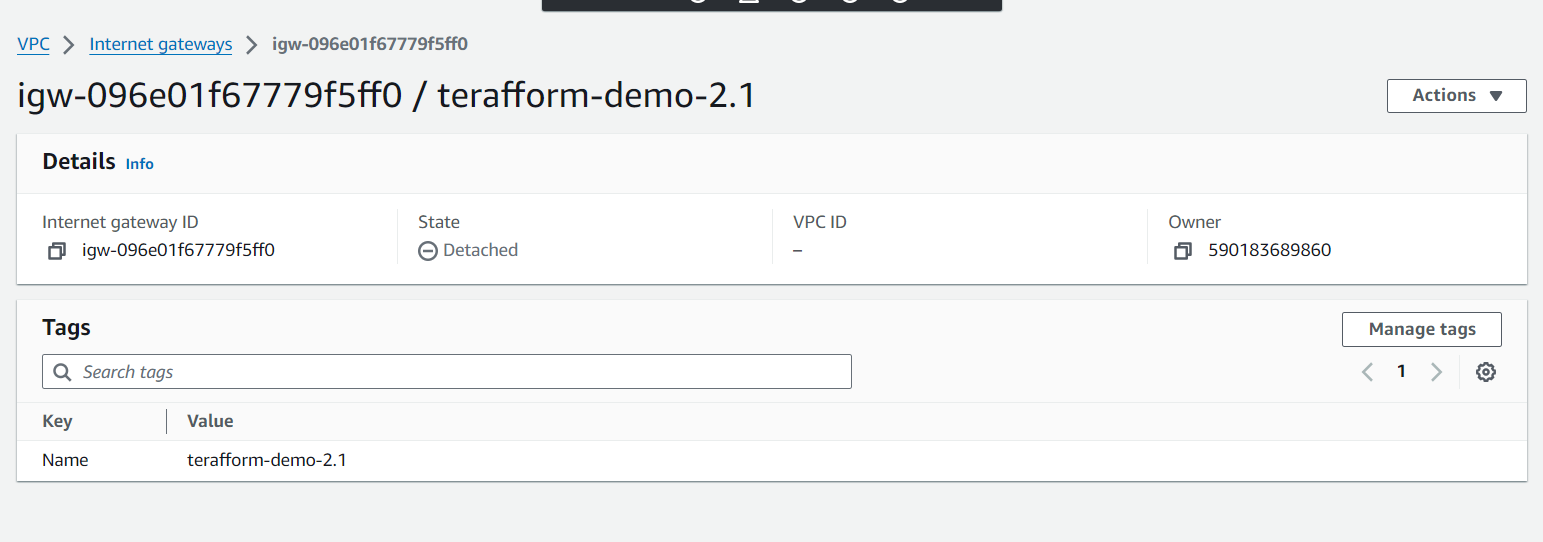 VPC > Internet gateways > igw-096e01f67779f5ff0
igw-096e01f67779f5ff0 / terafform-demo-2.1
Actions
Details Info
Internet gateway ID State VPC ID Owner
igw-096e01f67779f5ff0 Detached – 590183689860
Tags
Manage tags
Search tags
1
Key Value
Name terafform-demo-2.1